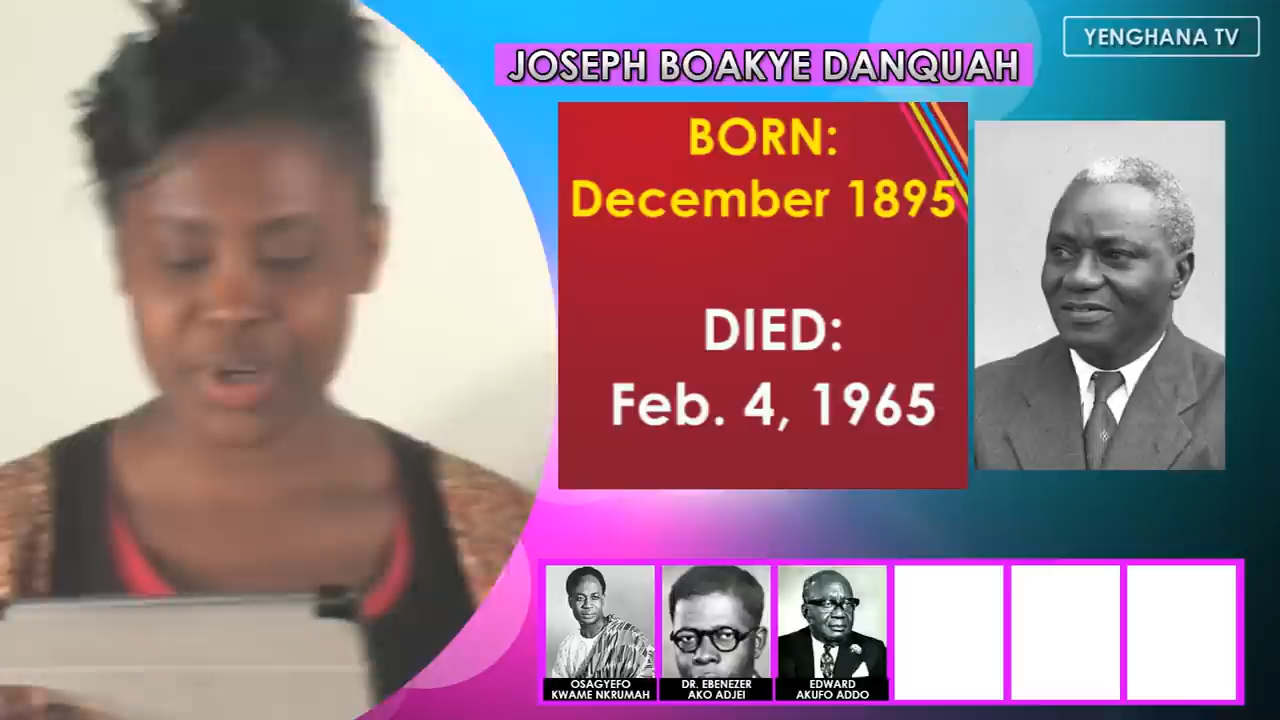 YENGHANA TV
JOSEPH BOAKYE DANQUAH
BORN:
December 1895
DIED:
Feb. 4, 1965
OSAGYEFO
KWAME NKRUMAH
DR. EBENEZER
AKO ADJEI
EDWARD
AKUFO ADDO